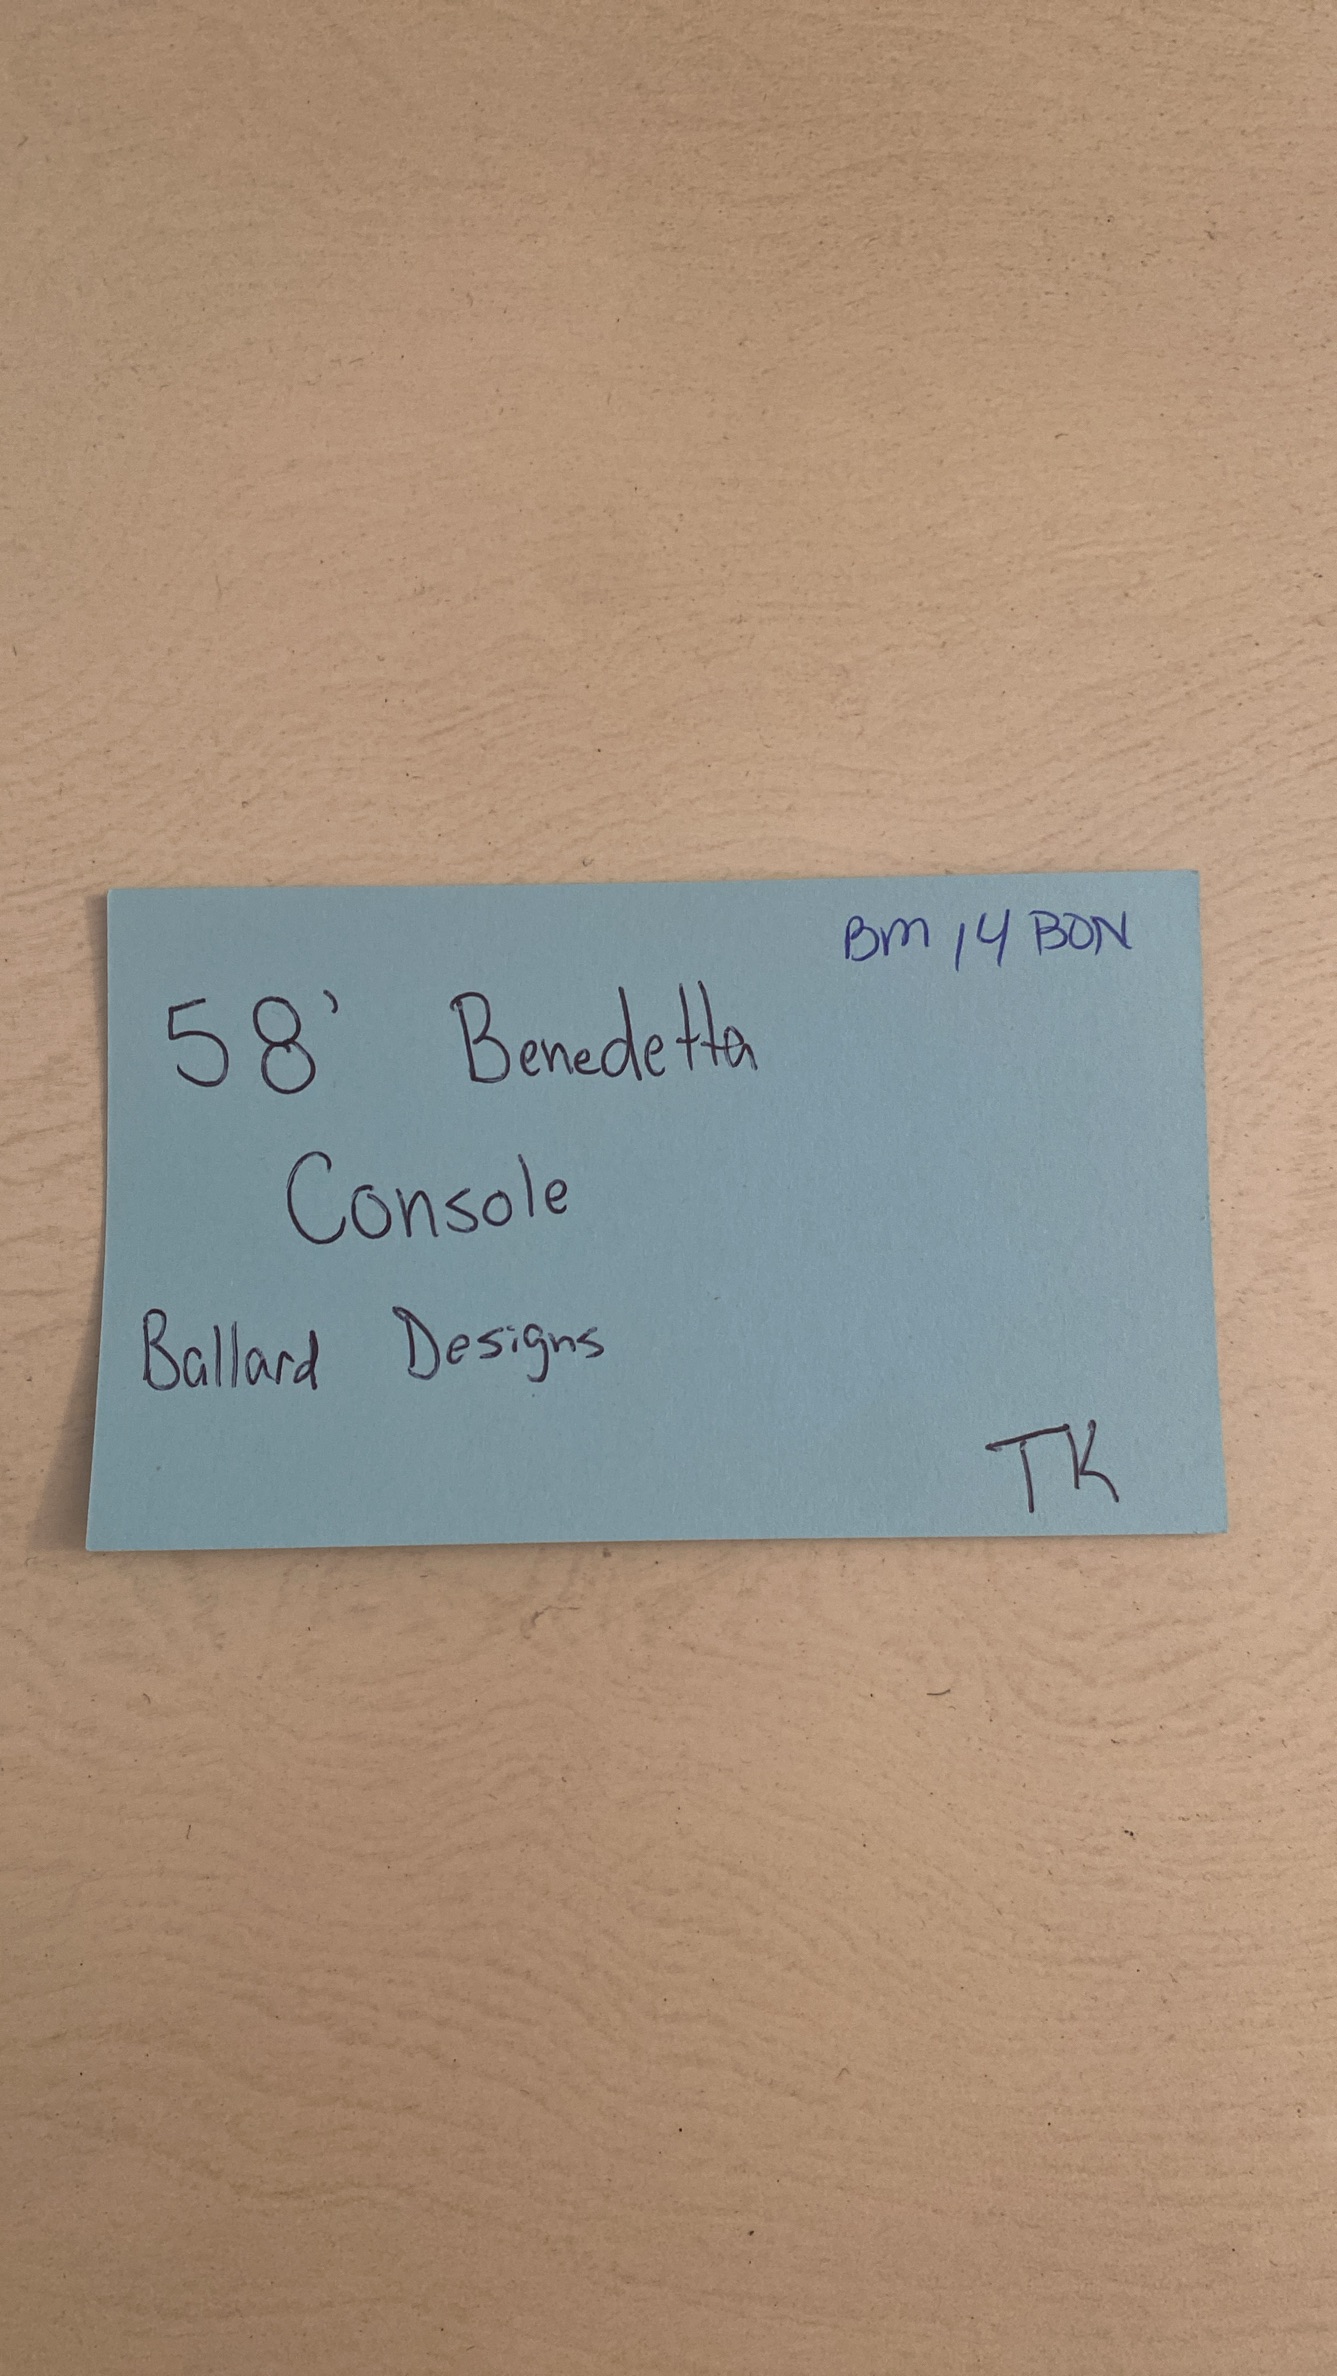 BM 14 BON
58' Benedetta
Console
Ballard Designs
TK